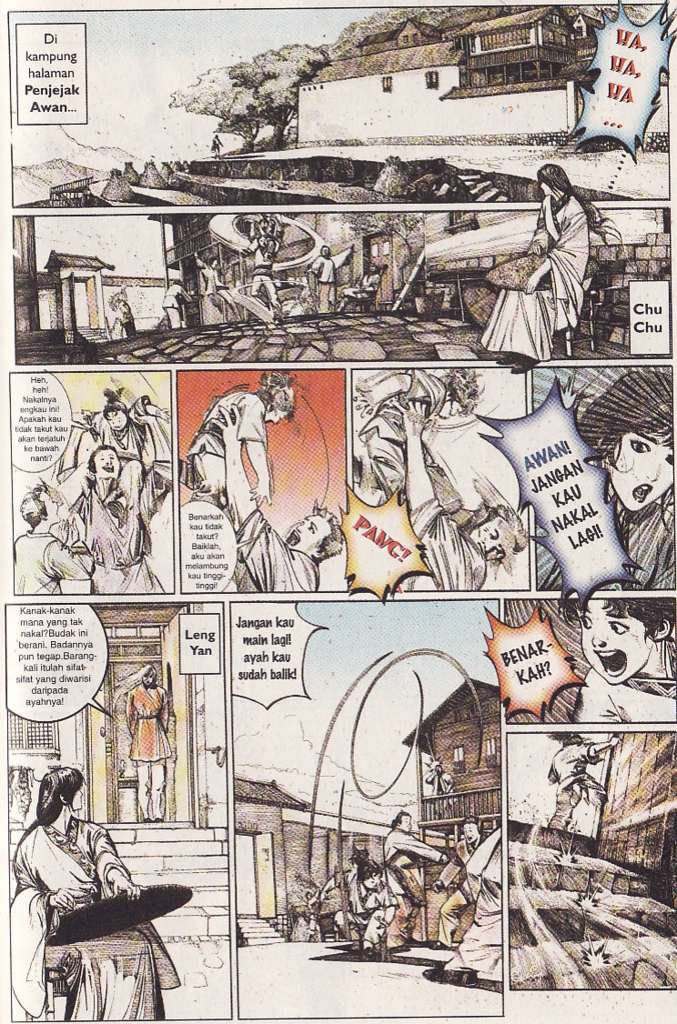 Di
kampung
halaman
Penjejak
Awan...
HA,
HA,
HA
...
Chu
Chu
Heh,
heh!
Nakalnya
engkau ini!
Apakah kau
tidak takut kau
akan terjatuh
ke bawah
nanti?
Benarkah
kau tidak
takut?
Baiklah,
aku akan
melambung
kau tinggi-
tinggi!
PANG!
AWAN!
JANGAN
KAU
NAKAL
LAGI!!
Kanak-kanak
mana yang tak
nakal?Budak ini
berani. Badannya
pun tegap.Barang-
kali itulah sifat-
sifat yang diwarisi
daripada
ayahnya!
Leng
Yan
Jangan kau
main lagi!
ayah kau
sudah balik!
BENAR-
KAH?